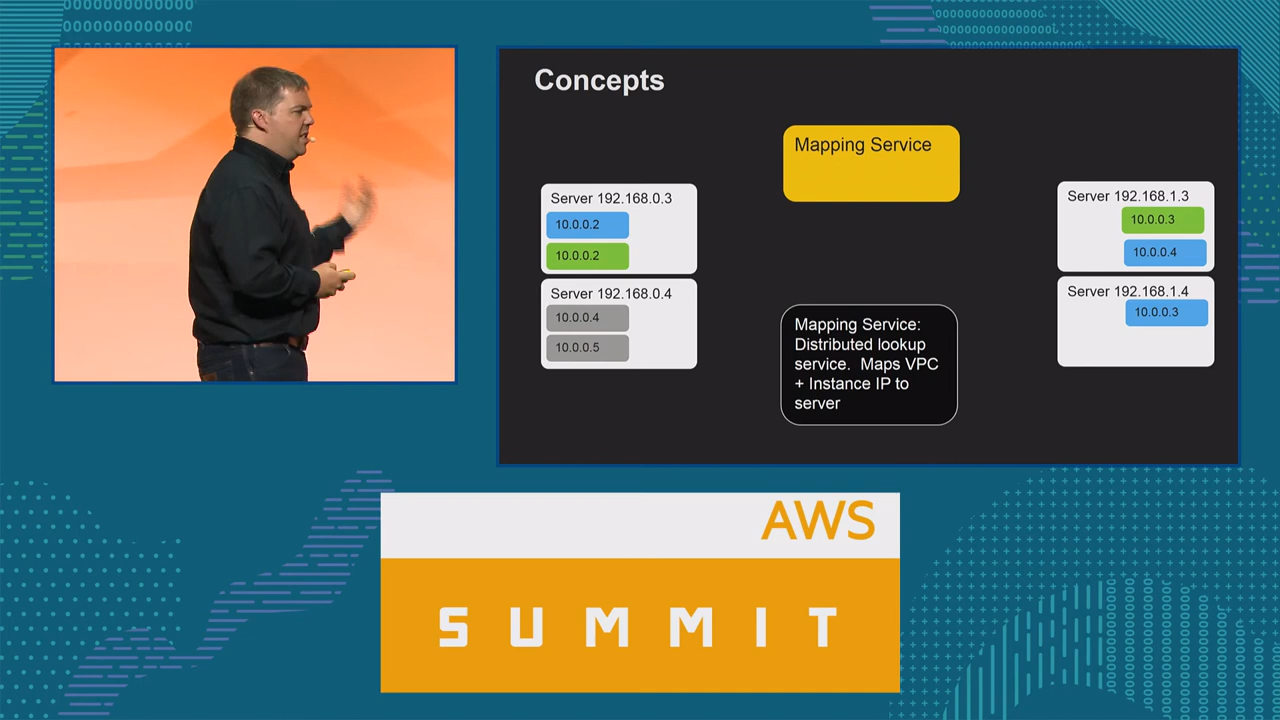 Concepts
Mapping Service
Server 192.168.0.3
10.0.0.2
10.0.0.2
Server 192.168.0.4
10.0.0.4
10.0.0.5
Mapping Service:
Distributed lookup
service.  Maps VPC
+ Instance IP to
server
Server 192.168.1.3
10.0.0.3
10.0.0.4
Server 192.168.1.4
10.0.0.3
AWS
SUMMIT